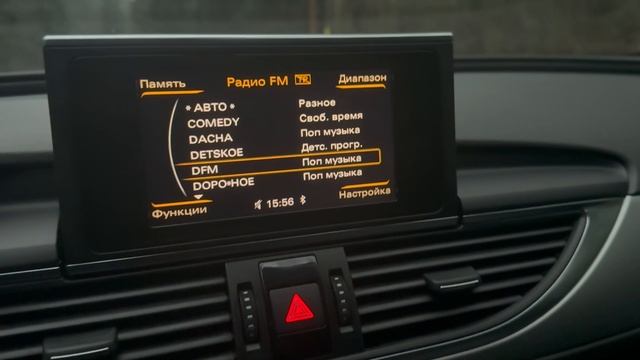 Память Радио FM TP Диапазон
* АВТО * Разное
COMEDY Своб. время
DACHA Поп музыка
DETSKOE Детс. прогр.
DFM Поп музыка
DOPO*HOE Поп музыка
Функции 15:56 Настройка